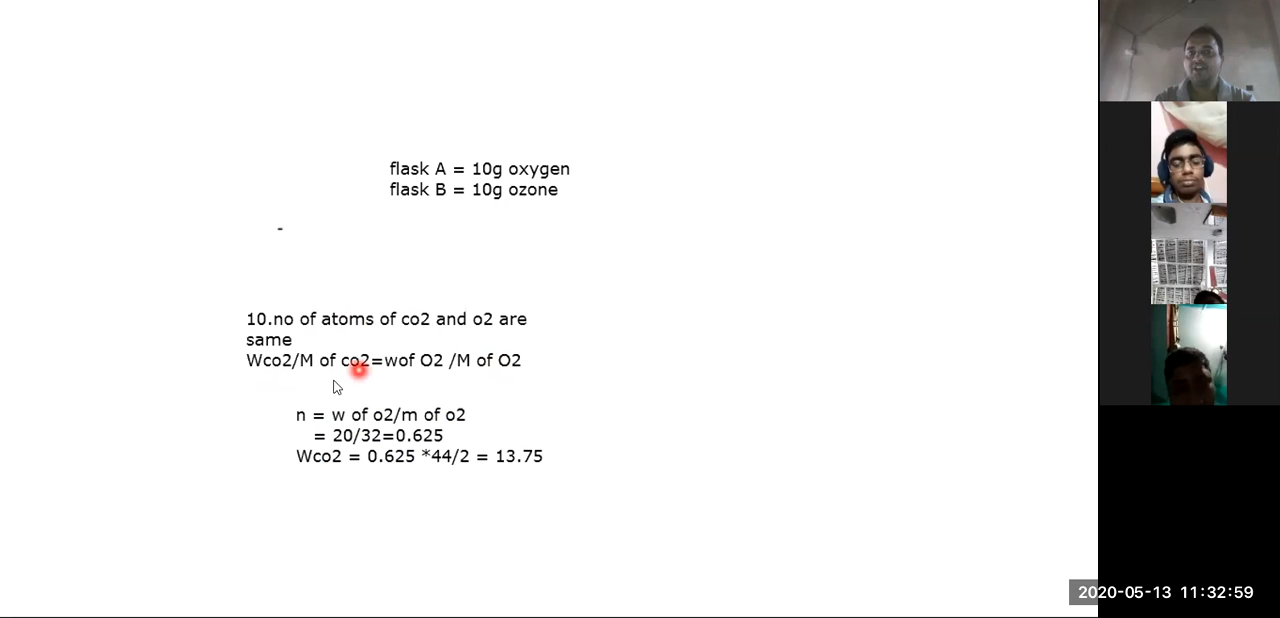 flask A = 10g oxygen
flask B = 10g ozone
-
10.no of atoms of co2 and o2 are
same
Wco2/M of co2=wof O2 /M of O2
n = w of o2/m of o2
= 20/32=0.625
Wco2 = 0.625 *44/2 = 13.75
2020-05-13 11:32:59